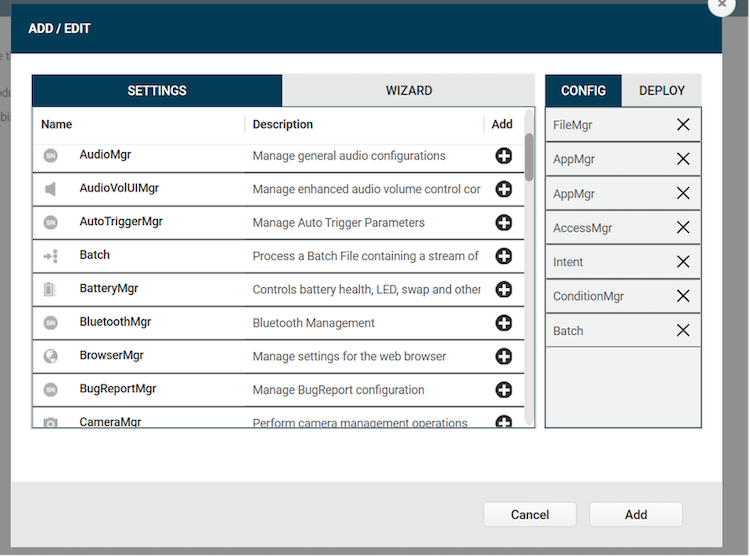 ADD / EDIT
SETTINGS WIZARD CONFIG DEPLOY
Name Description Add
AudioMgr Manage general audio configurations
AudioVolUIMgr Manage enhanced audio volume control cor
AutoTriggerMgr Manage Auto Trigger Parameters
Batch Process a Batch File containing a stream of
BatteryMgr Controls battery health, LED, swap and other
BluetoothMgr Bluetooth Management
BrowserMgr Manage settings for the web browser
BugReportMgr Manage BugReport configuration
CameraMgr Perform camera management operations
FileMgr
AppMgr
AppMgr
AccessMgr
Intent
ConditionMgr
Batch
Cancel Add